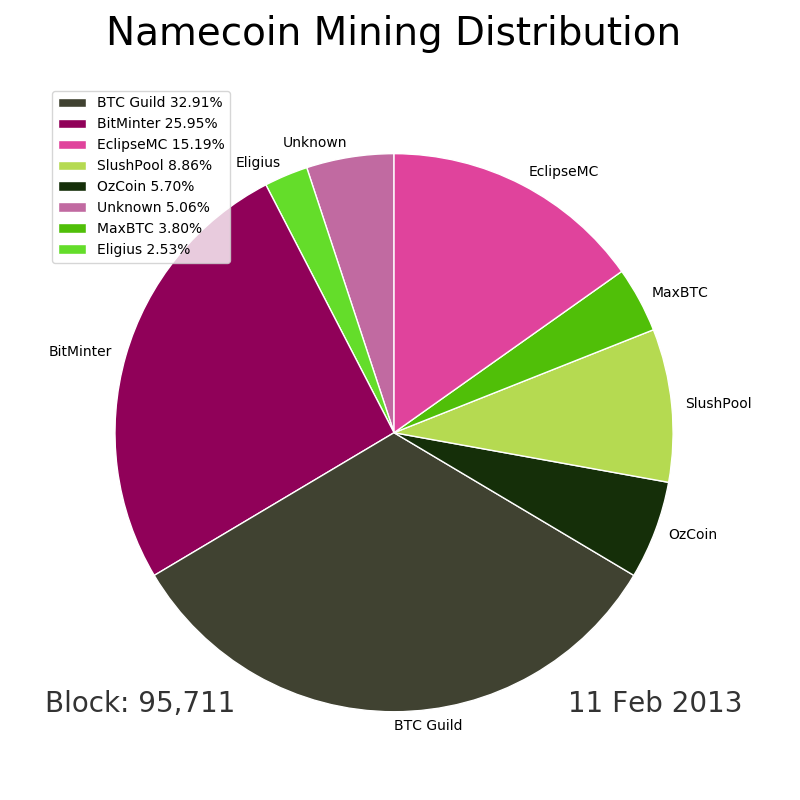 Namecoin Mining Distribution
BTC Guild 32.91%
BitMinter 25.95%
EclipseMC 15.19%
SlushPool 8.86%
OzCoin 5.70%
Unknown 5.06%
MaxBTC 3.80%
Eligius 2.53%
Unknown
Eligius
EclipseMC
MaxBTC
BitMinter
SlushPool
OzCoin
Block: 95,711
11 Feb 2013
BTC Guild